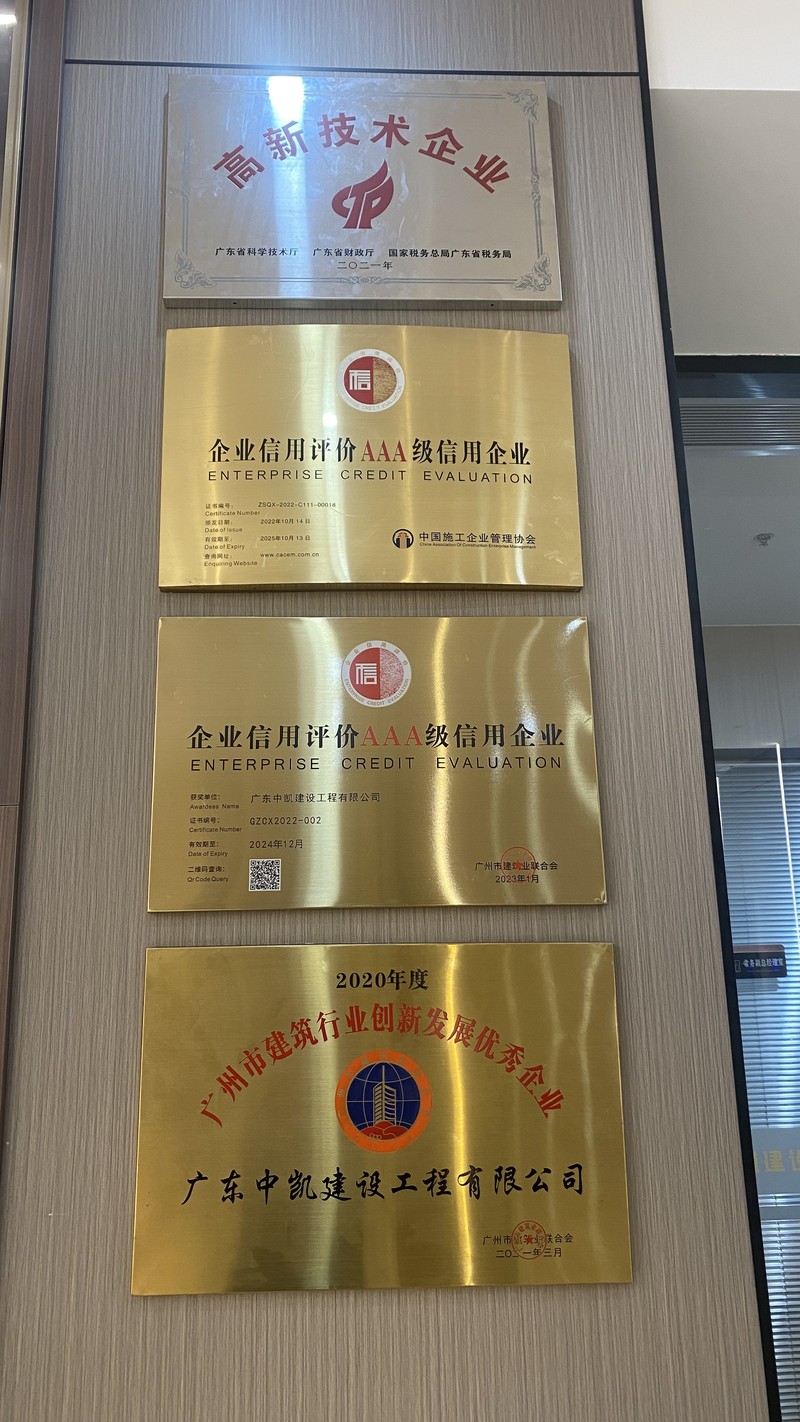 高新技术企业
广东省科学技术厅 广东省财政厅 国家税务总局广东省税务局
二〇二一年
信
企业信用评价AAA级信用企业
ENTERPRISE CREDIT EVALUATION
证书编号: ZSQX-2022-C111-00018
Certificate Number
颁发日期: 2022年10月14日
Date of Issue
有效期至: 2025年10月13日
Date of Expiry
查询网址: www.cacem.com.cn
Enquiring Website
中国施工企业管理协会
China Association Of Construction Enterprise Management
信
ENTERPRISE CREDIT EVALUATION
企业信用评价AAA级信用企业
ENTERPRISE CREDIT EVALUATION
获奖单位: 广东中凯建设工程有限公司
Awardees Name
证书编号: GZCX2022-002
Certificate Number
有效期至: 2024年12月
Date of Expiry
二维码查询:
Qr Code Query
广州市建筑业联合会
2023年1月
2020年度
广州市建筑行业创新发展优秀企业
广东中凯建设工程有限公司
广州市建筑业联合会
二〇二一年三月
常务副总经理室